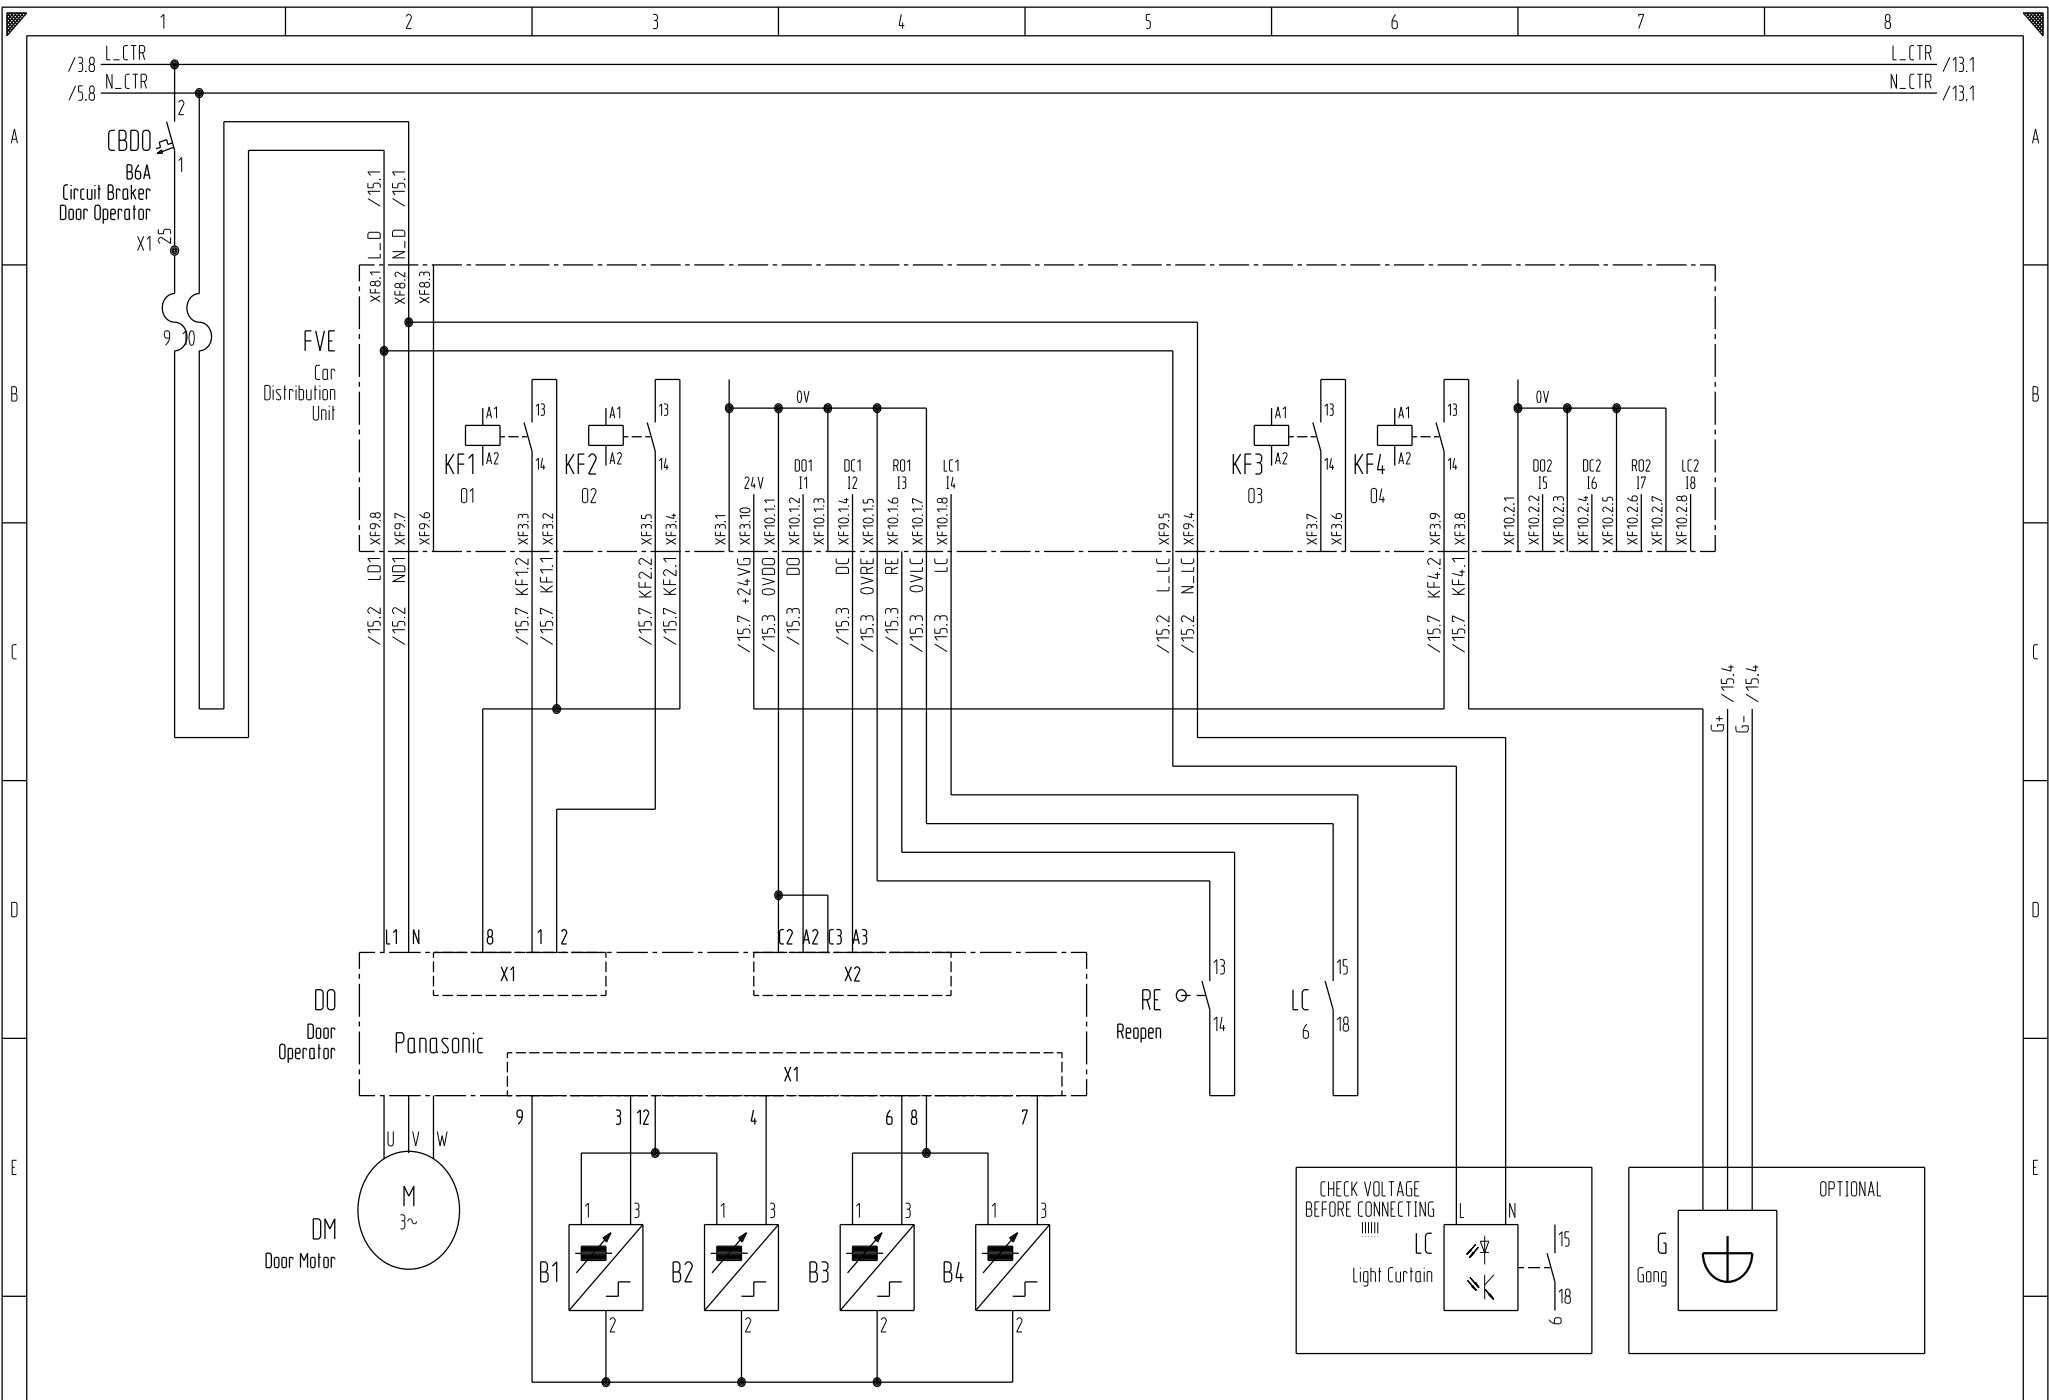 1 2 3 4 5 6 7 8
/3.8 L_CTR L_CTR /13.1
/5.8 N_CTR N_CTR /13.1
A A
B B
C C
D D
E E
2
CBDO
1
B6A
Circuit Braker
Door Operator
X1 25
9 10
L_D /15.1
N_D /15.1
XF8.1
XF8.2
XF8.3
FVE
Car
Distribution
Unit
KF1
O1
A1
A2
13
14
KF2
O2
A1
A2
13
14
0V
24V
DO1
I1
DC1
I2
RO1
I3
LC1
I4
KF3
O3
A1
A2
13
14
KF4
O4
A1
A2
13
14
0V
DO2
I5
DC2
I6
RO2
I7
LC2
I8
XF9.8
XF9.7
XF9.6
XF3.3
XF3.2
XF3.5
XF3.4
XF3.1
XF3.10
XF10.1.1
XF10.1.2
XF10.1.3
XF10.1.4
XF10.1.5
XF10.1.6
XF10.1.7
XF10.1.8
XF9.5
XF9.4
XF3.7
XF3.6
XF3.9
XF3.8
XF10.2.1
XF10.2.2
XF10.2.3
XF10.2.4
XF10.2.5
XF10.2.6
XF10.2.7
XF10.2.8
/15.2 LD1
/15.2 ND1
/15.7 KF1.2
/15.7 KF1.1
/15.7 KF2.2
/15.7 KF2.1
/15.7 +24VG
/15.3 0VDO
/15.3 DO
/15.3 DC
/15.3 0VRE
/15.3 RE
/15.3 0VLC
/15.3 LC
/15.2 L_LC
/15.2 N_LC
/15.7 KF4.2
/15.7 KF4.1
G+ /15.4
G- /15.4
L1 N 8 1 2 C2 A2 C3 A3
X1
X2
DO
Door
Operator
Panasonic
X1
RE
Reopen
13
14
LC
6
15
18
9 3 12 4 6 8 7
U V W
M
3~
DM
Door Motor
B1
1 3
2
B2
1 3
2
B3
1 3
2
B4
1 3
2
CHECK VOLTAGE
BEFORE CONNECTING
!!!!!!
L N
LC
Light Curtain
15
18
6
OPTIONAL
G
Gong